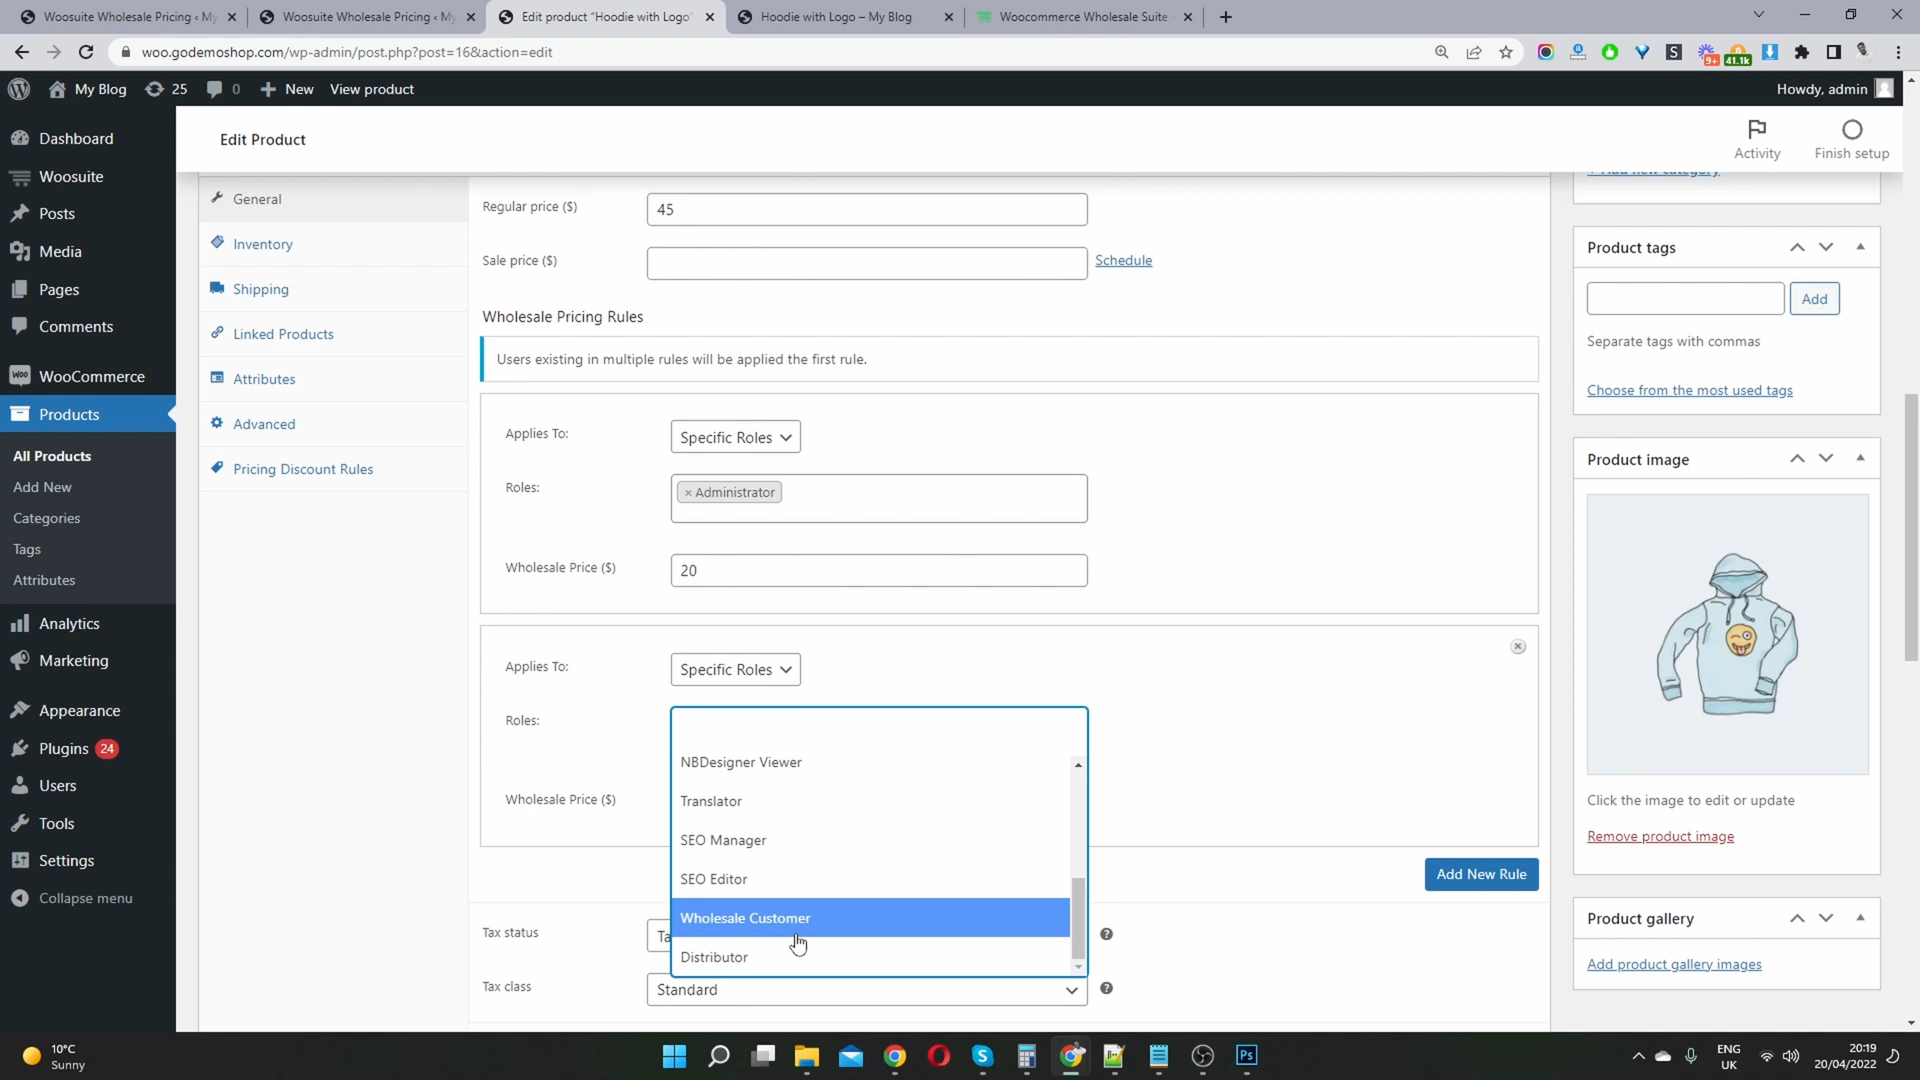 Woosuite Wholesale Pricing ‹ My
Woosuite Wholesale Pricing ‹ My
Edit product "Hoodie with Logo"
Hoodie with Logo – My Blog
Woocommerce Wholesale Suite
woo.godemoshop.com/wp-admin/post.php?post=16&action=edit
9+
41.1k
My Blog
25
0
New
View product
Howdy, admin
Dashboard
Woosuite
Posts
Media
Pages
Comments
WooCommerce
Products
All Products
Add New
Categories
Tags
Attributes
Analytics
Marketing
Appearance
Plugins 24
Users
Tools
Settings
Collapse menu
Edit Product
Activity
Finish setup
General
Inventory
Shipping
Linked Products
Attributes
Advanced
Pricing Discount Rules
Regular price ($)
45
Sale price ($)
Schedule
Wholesale Pricing Rules
Users existing in multiple rules will be applied the first rule.
Applies To:
Specific Roles
Roles:
× Administrator
Wholesale Price ($)
20
Applies To:
Specific Roles
Roles:
NBDesigner Viewer
Translator
SEO Manager
SEO Editor
Wholesale Customer
Distributor
Wholesale Price ($)
Add New Rule
Tax status
Ta
Tax class
Standard
+ Add new category
Product tags
Add
Separate tags with commas
Choose from the most used tags
Product image
Click the image to edit or update
Remove product image
Product gallery
Add product gallery images
10°C
Sunny
Ps
ENG
UK
20:19
20/04/2022